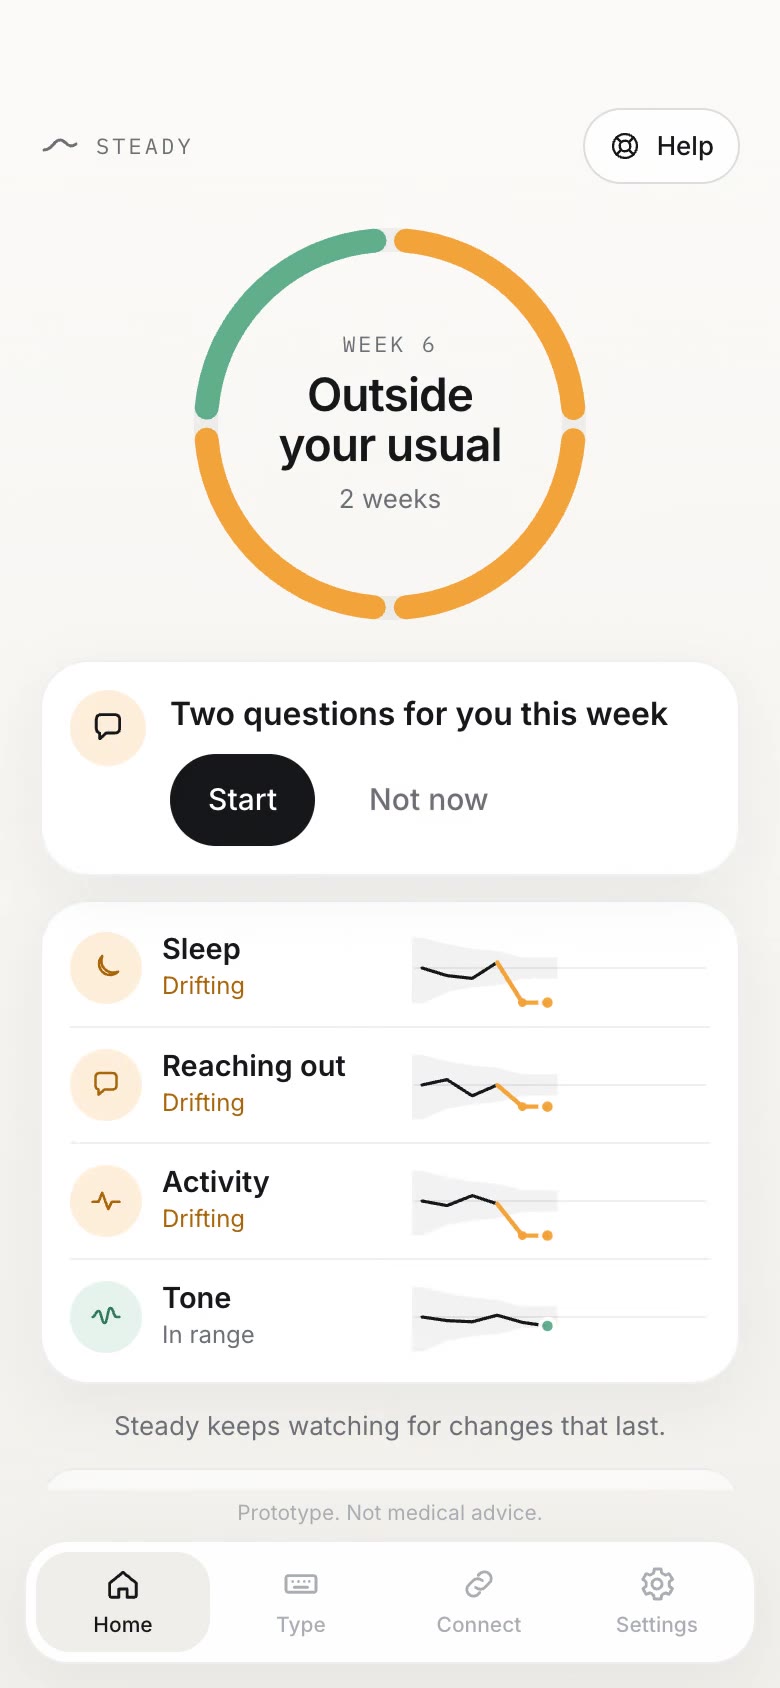 STEADY
Help
WEEK 6
Outside
your usual
2 weeks
Two questions for you this week
Start
Not now
Sleep
Drifting
Reaching out
Drifting
Activity
Drifting
Tone
In range
Steady keeps watching for changes that last.
Prototype. Not medical advice.
Home
Type
Connect
Settings